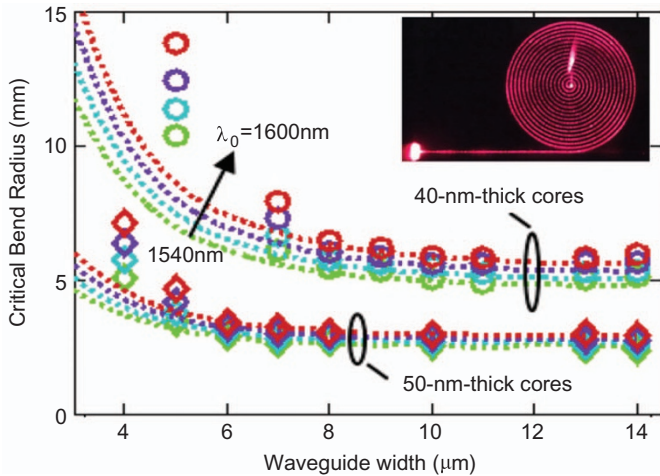 15
10
5
0
Critical Bend Radius (mm)
λ0=1600nm
1540nm
40-nm-thick cores
50-nm-thick cores
4 6 8 10 12 14
Waveguide width (μm)